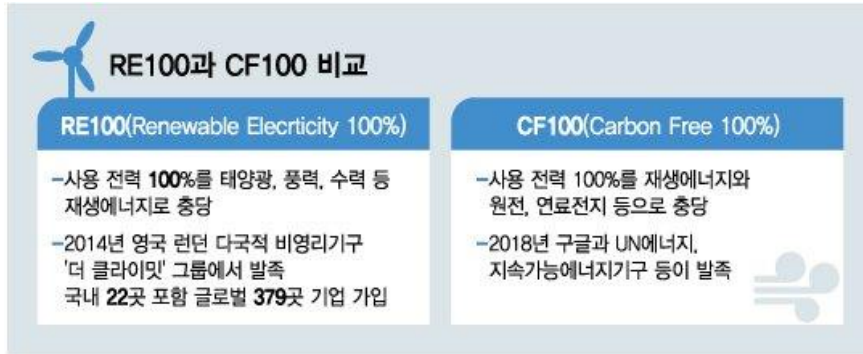 RE100과 CF100 비교
RE100(Renewable Elecrticity 100%)
-사용 전력 100%를 태양광, 풍력, 수력 등
재생에너지로 충당
-2014년 영국 런던 다국적 비영리기구
'더 클라이밋' 그룹에서 발족
국내 22곳 포함 글로벌 379곳 기업 가입
CF100(Carbon Free 100%)
-사용 전력 100%를 재생에너지와
원전, 연료전지 등으로 충당
-2018년 구글과 UN에너지,
지속가능에너지기구 등이 발족